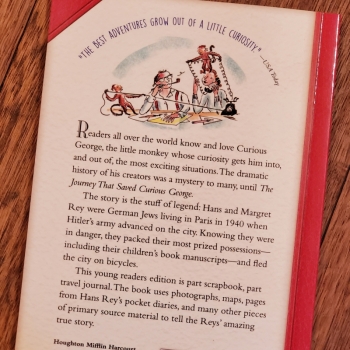 "THE BEST ADVENTURES GROW OUT OF A LITTLE CURIOSITY."
—USA Today
Readers all over the world know and love Curious
George, the little monkey whose curiosity gets him into,
and out of, the most exciting situations. The dramatic
history of his creators was a mystery to many, until The
Journey That Saved Curious George.
The story is the stuff of legend: Hans and Margret
Rey were German Jews living in Paris in 1940 when
Hitler's army advanced on the city. Knowing they were
in danger, they packed their most prized possessions—
including their children's book manuscripts—and fled
the city on bicycles.
This young readers edition is part scrapbook, part
travel journal. The book uses photographs, maps, pages
from Hans Rey's pocket diaries, and many other pieces
of primary source material to tell the Reys' amazing
true story.
Houghton Mifflin Harcourt